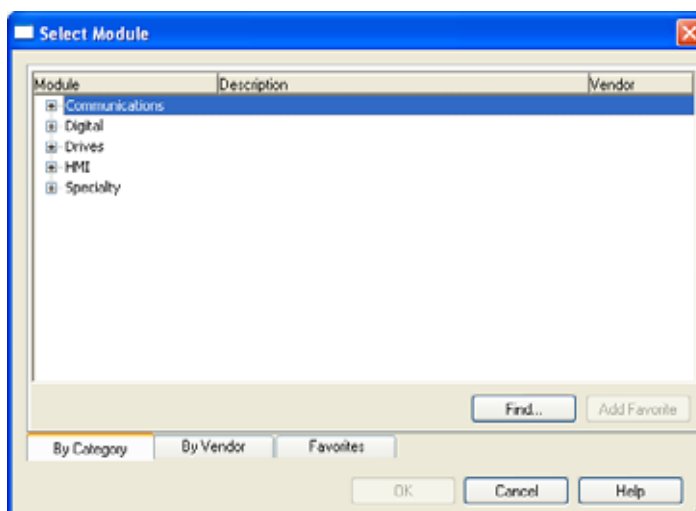 Select Module
Module Description Vendor
Communications
Digital
Drives
HMI
Specialty
Find... Add Favorite
By Category By Vendor Favorites
OK Cancel Help